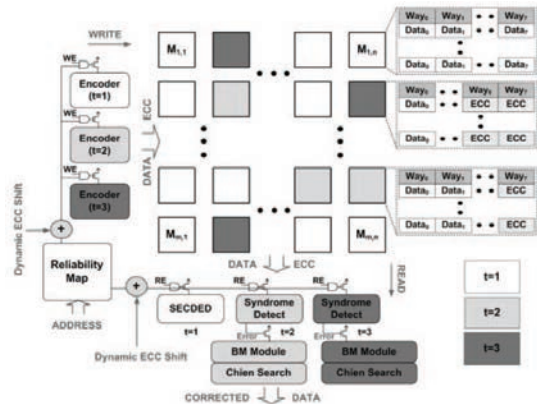 WRITE
WE
Encoder
(t=1)
WE
Encoder
(t=2)
WE
Encoder
(t=3)
ECC
DATA
Dynamic ECC Shift
+
Reliability
Map
ADDRESS
+
Dynamic ECC Shift
M1,1
M1,n
Mm,1
Mm,n
Way0 Way1 Way7
Data0 Data1 Data7
Data0 Data1 Data7
Way0 Way6 Way7
Data0 ECC ECC
Data0 ECC ECC
Way0 Way1 Way7
Data0 Data1 ECC
Data0 Data1 ECC
DATA ECC
READ
RE
RE
RE
SECDED
t=1
Syndrome
Detect
Error
t=2
Syndrome
Detect
Error
t=3
BM Module
Chien Search
BM Module
Chien Search
CORRECTED DATA
t=1
t=2
t=3